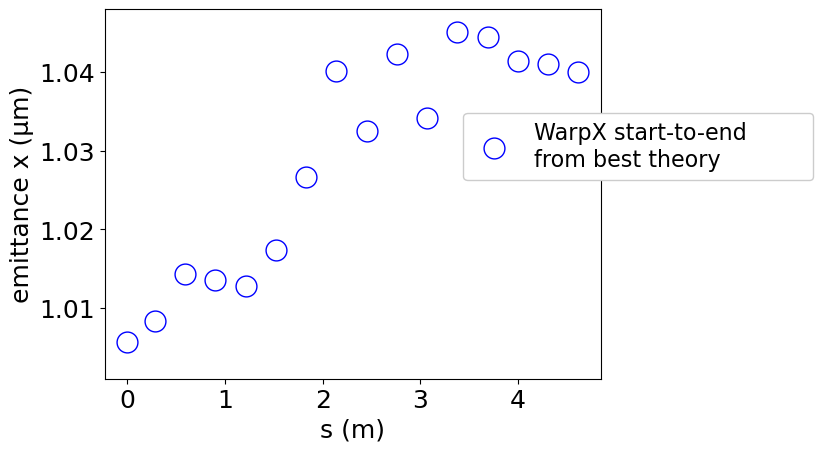 emittance x (μm)
1.04
1.03
1.02
1.01
0
1
2
3
4
s (m)
WarpX start-to-end
from best theory